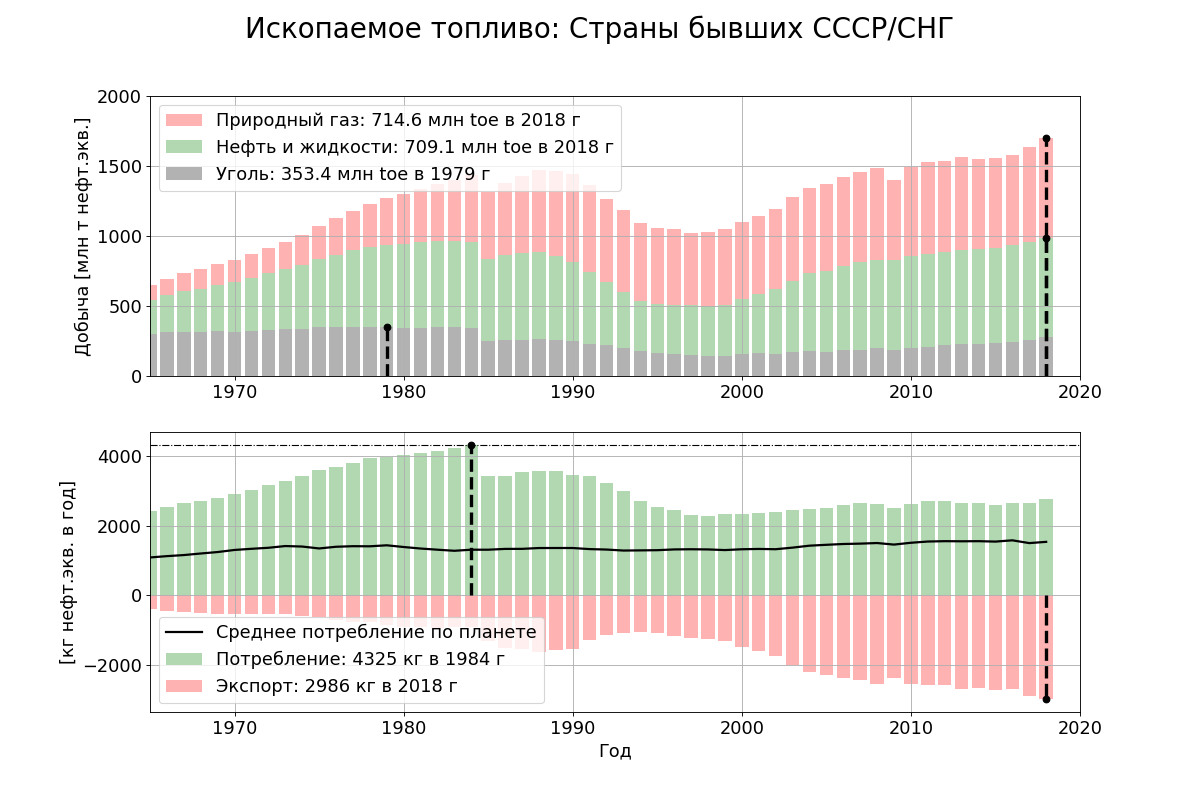 Ископаемое топливо: Страны бывших СССР/СНГ
Добыча [млн т нефт.экв.]
2000
1500
1000
500
0
Природный газ: 714.6 млн toe в 2018 г
Нефть и жидкости: 709.1 млн toe в 2018 г
Уголь: 353.4 млн toe в 1979 г
1970 1980 1990 2000 2010 2020
[кг нефт.экв. в год]
4000
2000
0
−2000
Среднее потребление по планете
Потребление: 4325 кг в 1984 г
Экспорт: 2986 кг в 2018 г
1970 1980 1990 2000 2010 2020
Год